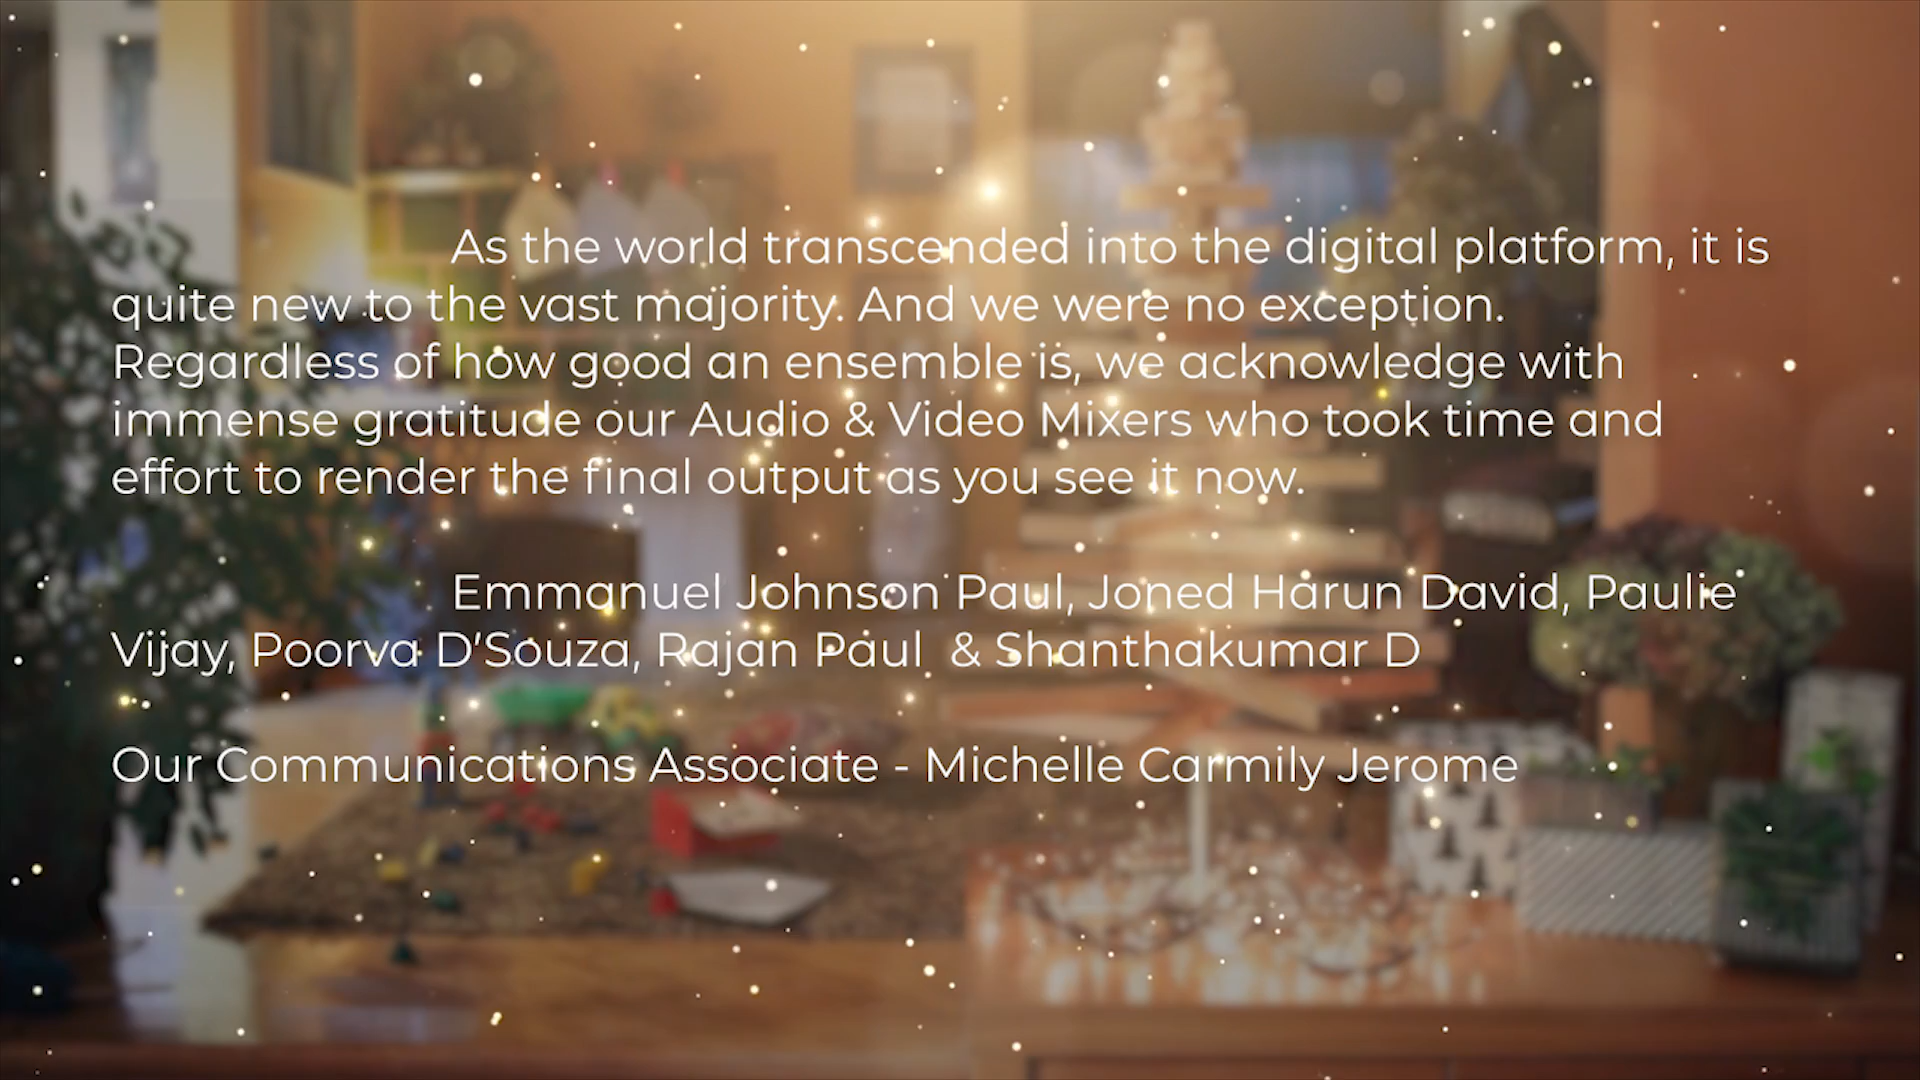 As the world transcended into the digital platform, it is
quite new to the vast majority. And we were no exception.
Regardless of how good an ensemble is, we acknowledge with
immense gratitude our Audio & Video Mixers who took time and
effort to render the final output as you see it now.
Emmanuel Johnson Paul, Joned Harun David, Paulie
Vijay, Poorva D'Souza, Rajan Paul & Shanthakumar D
Our Communications Associate - Michelle Carmily Jerome